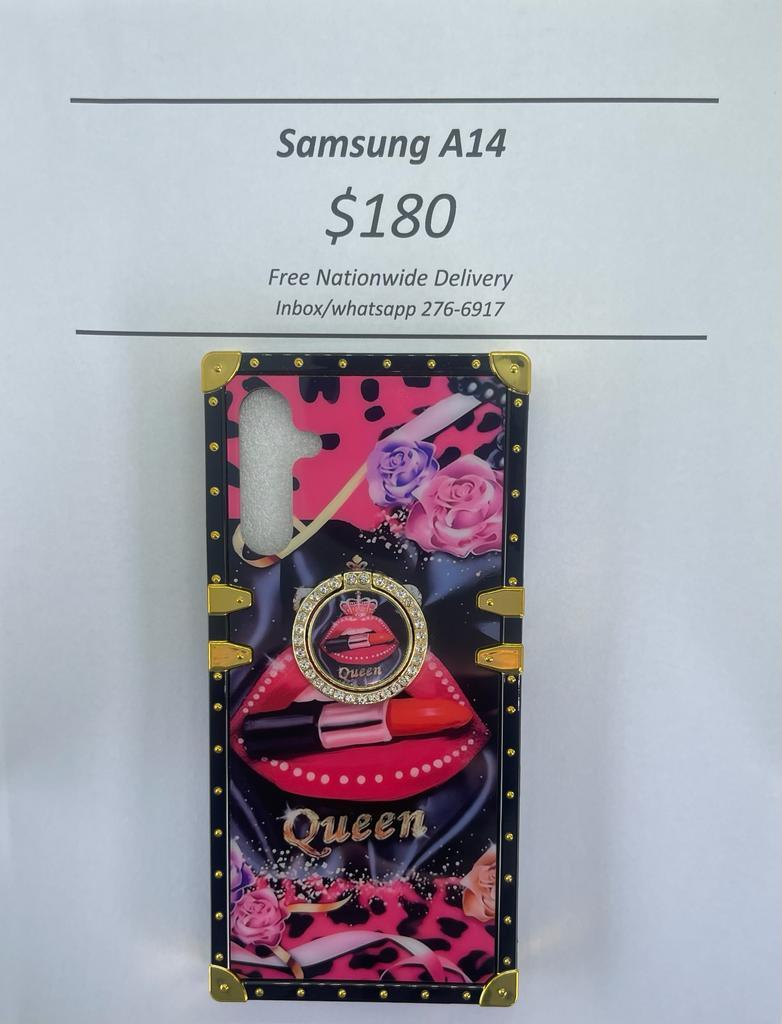 Samsung A14
$180
Free Nationwide Delivery
Inbox/whatsapp 276-6917
Queen
Queen